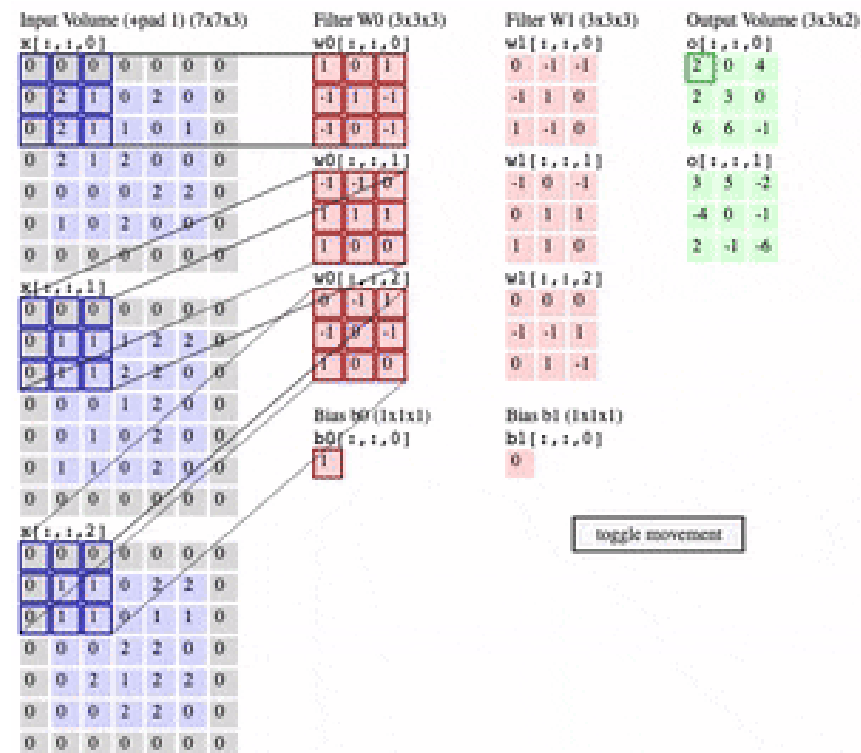 Input Volume (+pad 1) (7x7x3)
x[:,:,0]
0 0 0 0 0 0 0
0 2 1 0 2 0 0
0 2 1 1 0 1 0
0 2 1 2 0 0 0
0 0 0 0 2 2 0
0 1 0 2 0 0 0
0 0 0 0 0 0 0
x[:,:,1]
0 0 0 0 0 0 0
0 1 1 1 2 2 0
0 1 1 2 2 0 0
0 0 0 1 2 0 0
0 0 1 0 2 0 0
0 1 1 0 2 0 0
0 0 0 0 0 0 0
x[:,:,2]
0 0 0 0 0 0 0
0 1 1 0 2 2 0
0 1 1 0 1 1 0
0 0 0 2 2 0 0
0 0 2 1 2 2 0
0 0 0 2 2 0 0
0 0 0 0 0 0 0
Filter W0 (3x3x3)
w0[:,:,0]
1 0 1
-1 1 -1
-1 0 -1
w0[:,:,1]
-1 -1 0
1 1 1
1 0 0
w0[:,:,2]
0 -1 1
-1 0 -1
1 0 0
Bias b0 (1x1x1)
b0[:,:,0]
1
Filter W1 (3x3x3)
w1[:,:,0]
0 -1 -1
-1 1 0
1 -1 0
w1[:,:,1]
-1 0 -1
0 1 1
1 1 0
w1[:,:,2]
0 0 0
-1 -1 1
0 1 -1
Bias b1 (1x1x1)
b1[:,:,0]
0
Output Volume (3x3x2)
o[:,:,0]
2 0 4
2 3 0
6 6 -1
o[:,:,1]
3 5 -2
-4 0 -1
2 -1 -6
toggle movement